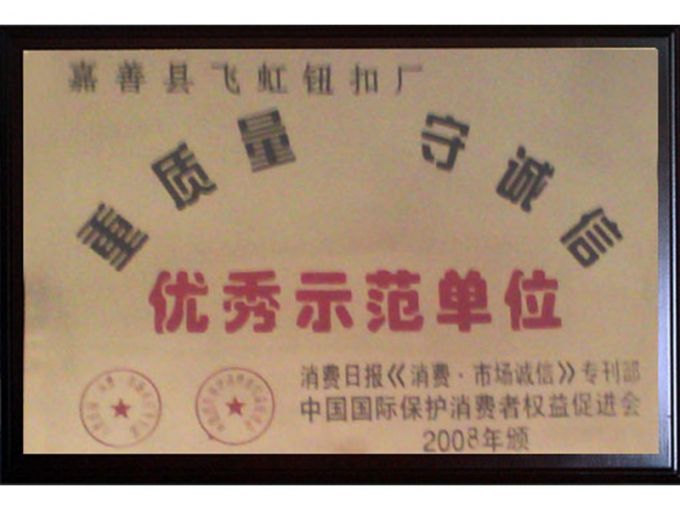 嘉善县飞虹钮扣厂
重质量 守诚信
优秀示范单位
消费日报《消费·市场诚信》专刊部
中国国际保护消费者权益促进会
2008年颁